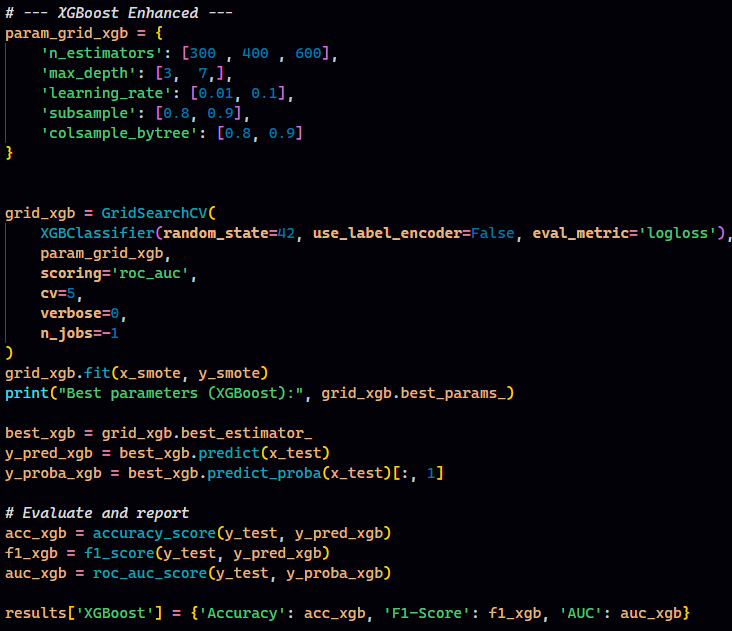 # --- XGBoost Enhanced ---
param_grid_xgb = {
    'n_estimators': [300 , 400 , 600],
    'max_depth': [3,  7,],
    'learning_rate': [0.01, 0.1],
    'subsample': [0.8, 0.9],
    'colsample_bytree': [0.8, 0.9]
}
grid_xgb = GridSearchCV(
    XGBClassifier(random_state=42, use_label_encoder=False, eval_metric='logloss'),
    param_grid_xgb,
    scoring='roc_auc',
    cv=5,
    verbose=0,
    n_jobs=-1
)
grid_xgb.fit(x_smote, y_smote)
print("Best parameters (XGBoost):", grid_xgb.best_params_)
best_xgb = grid_xgb.best_estimator_
y_pred_xgb = best_xgb.predict(x_test)
y_proba_xgb = best_xgb.predict_proba(x_test)[:, 1]
# Evaluate and report
acc_xgb = accuracy_score(y_test, y_pred_xgb)
f1_xgb = f1_score(y_test, y_pred_xgb)
auc_xgb = roc_auc_score(y_test, y_proba_xgb)
results['XGBoost'] = {'Accuracy': acc_xgb, 'F1-Score': f1_xgb, 'AUC': auc_xgb}